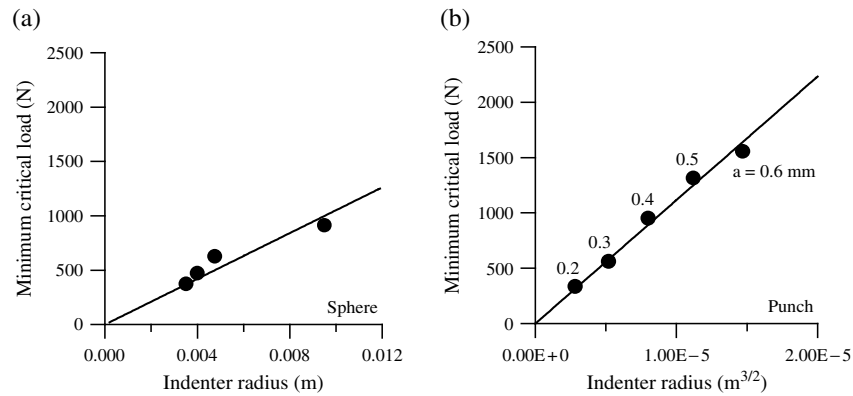 (a)
2500
2000
1500
1000
500
0
Minimum critical load (N)
Sphere
0.000
0.004
0.008
0.012
Indenter radius (m)
(b)
2500
2000
1500
1000
500
0
Minimum critical load (N)
0.2
0.3
0.4
0.5
a = 0.6 mm
Punch
0.00E+0
1.00E−5
2.00E−5
Indenter radius (m³/²)